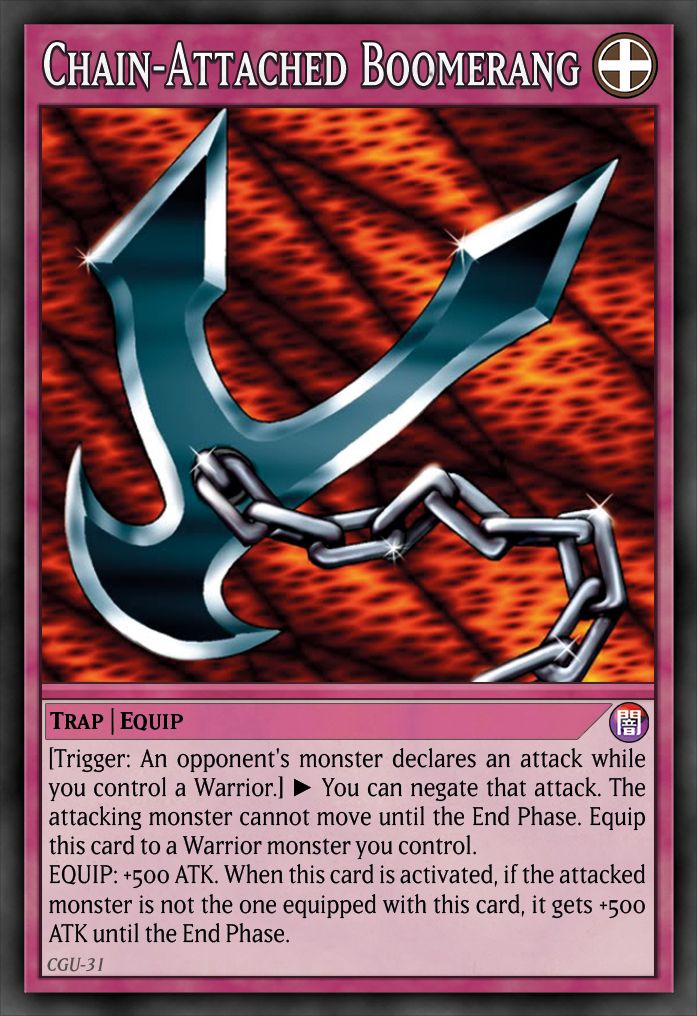 Chain-Attached Boomerang
Trap | Equip
闇
[Trigger: An opponent's monster declares an attack while
you control a Warrior.] ► You can negate that attack. The
attacking monster cannot move until the End Phase. Equip
this card to a Warrior monster you control.
EQUIP: +500 ATK. When this card is activated, if the attacked
monster is not the one equipped with this card, it gets +500
ATK until the End Phase.
CGU-31